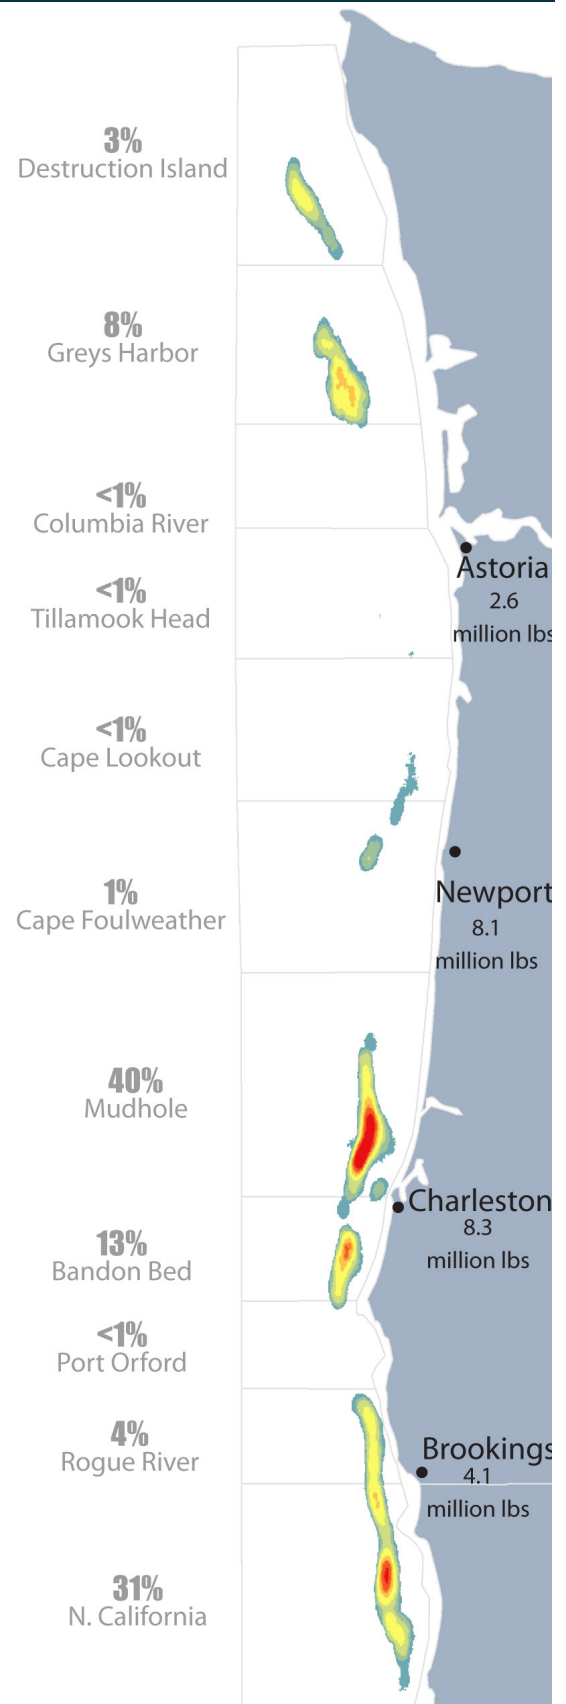 3%
Destruction Island
8%
Greys Harbor
<1%
Columbia River
Astoria
<1%
2.6
Tillamook Head
million lbs
<1%
Cape Lookout
1%
Newport
Cape Foulweather
8.1
million lbs
40%
Mudhole
Charleston
8.3
13%
million lbs
Bandon Bed
<1%
Port Orford
4%
Brookings
Rogue River
4.1
million lbs
31%
N. California